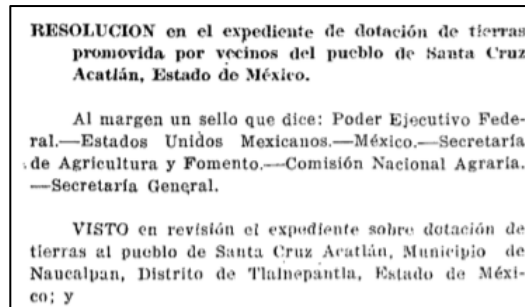 RESOLUCION en el expediente de dotación de tierras
promovida por vecinos del pueblo de Santa Cruz
Acatlán, Estado de México.
Al margen un sello que dice: Poder Ejecutivo Fede-
ral.—Estados Unidos Mexicanos.—México.—Secretaría
de Agricultura y Fomento.—Comisión Nacional Agraria.
—Secretaría General.
VISTO en revisión el expediente sobre dotación de
tierras al pueblo de Santa Cruz Acatlán, Municipio de
Naucalpan, Distrito de Tlalnepantla, Estado de Méxi-
co; y